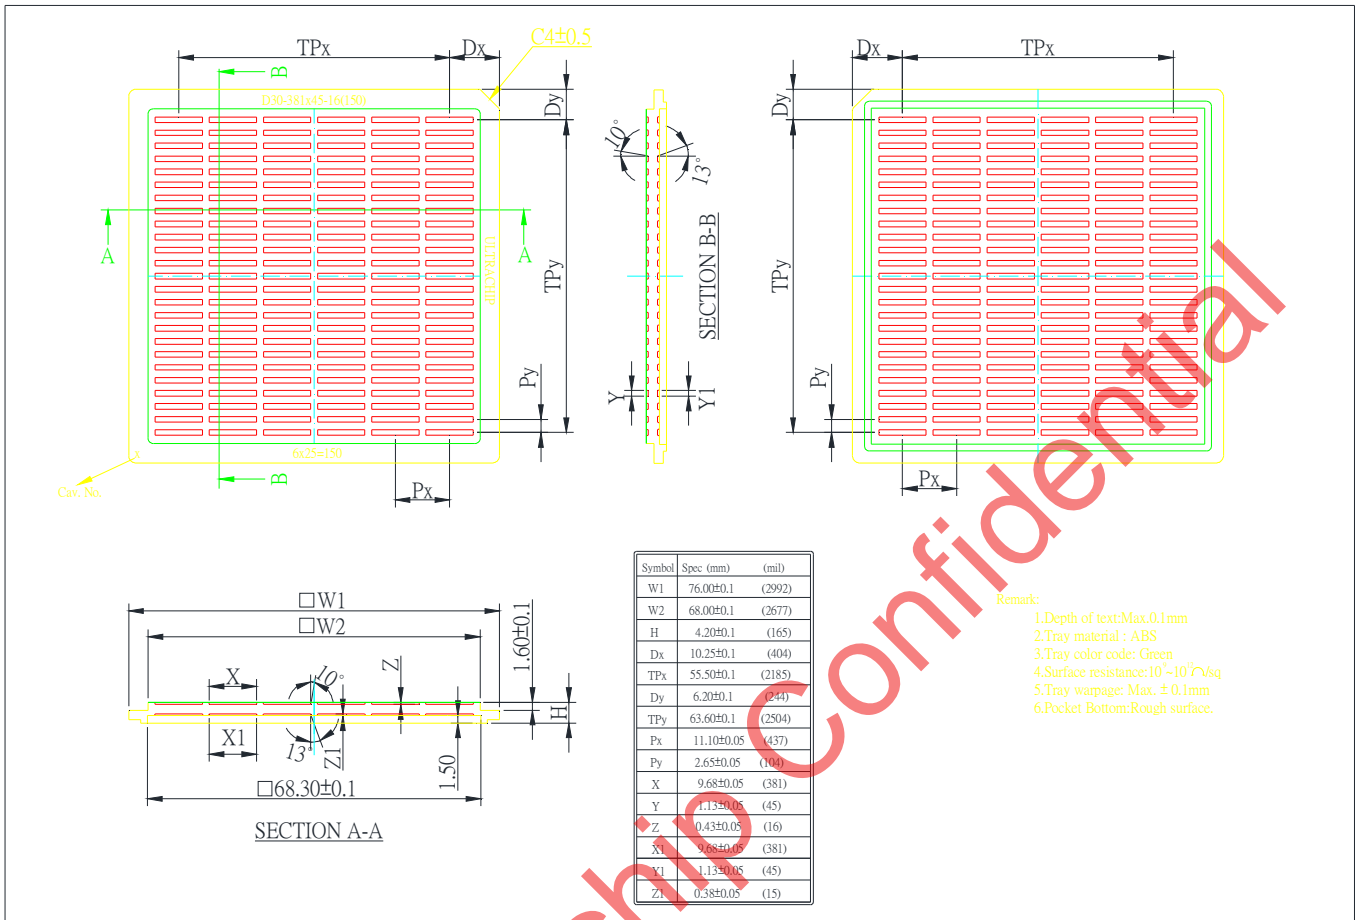 TPx
Dx
C4±0.5
B
D30-381x45-16(150)
Dy
10°
13°
A
A
ULTRACHIP
TPy
SECTION B-B
Py
Y
Y1
6x25=150
B
Cav. No.
Px
Dx
TPx
Dy
TPy
Py
Px
□W1
□W2
1.60±0.1
X
10°
Z
H
X1
13°
Z1
1.50
□68.30±0.1
SECTION A-A
Symbol Spec (mm) (mil)
W1 76.00±0.1 (2992)
W2 68.00±0.1 (2677)
H 4.20±0.1 (165)
Dx 10.25±0.1 (404)
TPx 55.50±0.1 (2185)
Dy 6.20±0.1 (244)
TPy 63.60±0.1 (2504)
Px 11.10±0.05 (437)
Py 2.65±0.05 (104)
X 9.68±0.05 (381)
Y 1.13±0.05 (45)
Z 0.43±0.05 (16)
X1 9.68±0.05 (381)
Y1 1.13±0.05 (45)
Z1 0.38±0.05 (15)
Remark:
1.Depth of text:Max.0.1mm
2.Tray material : ABS
3.Tray color code: Green
4.Surface resistance:
5.Tray warpage: Max. ± 0.1mm
6.Pocket Bottom:Rough surface.
chip Confidential